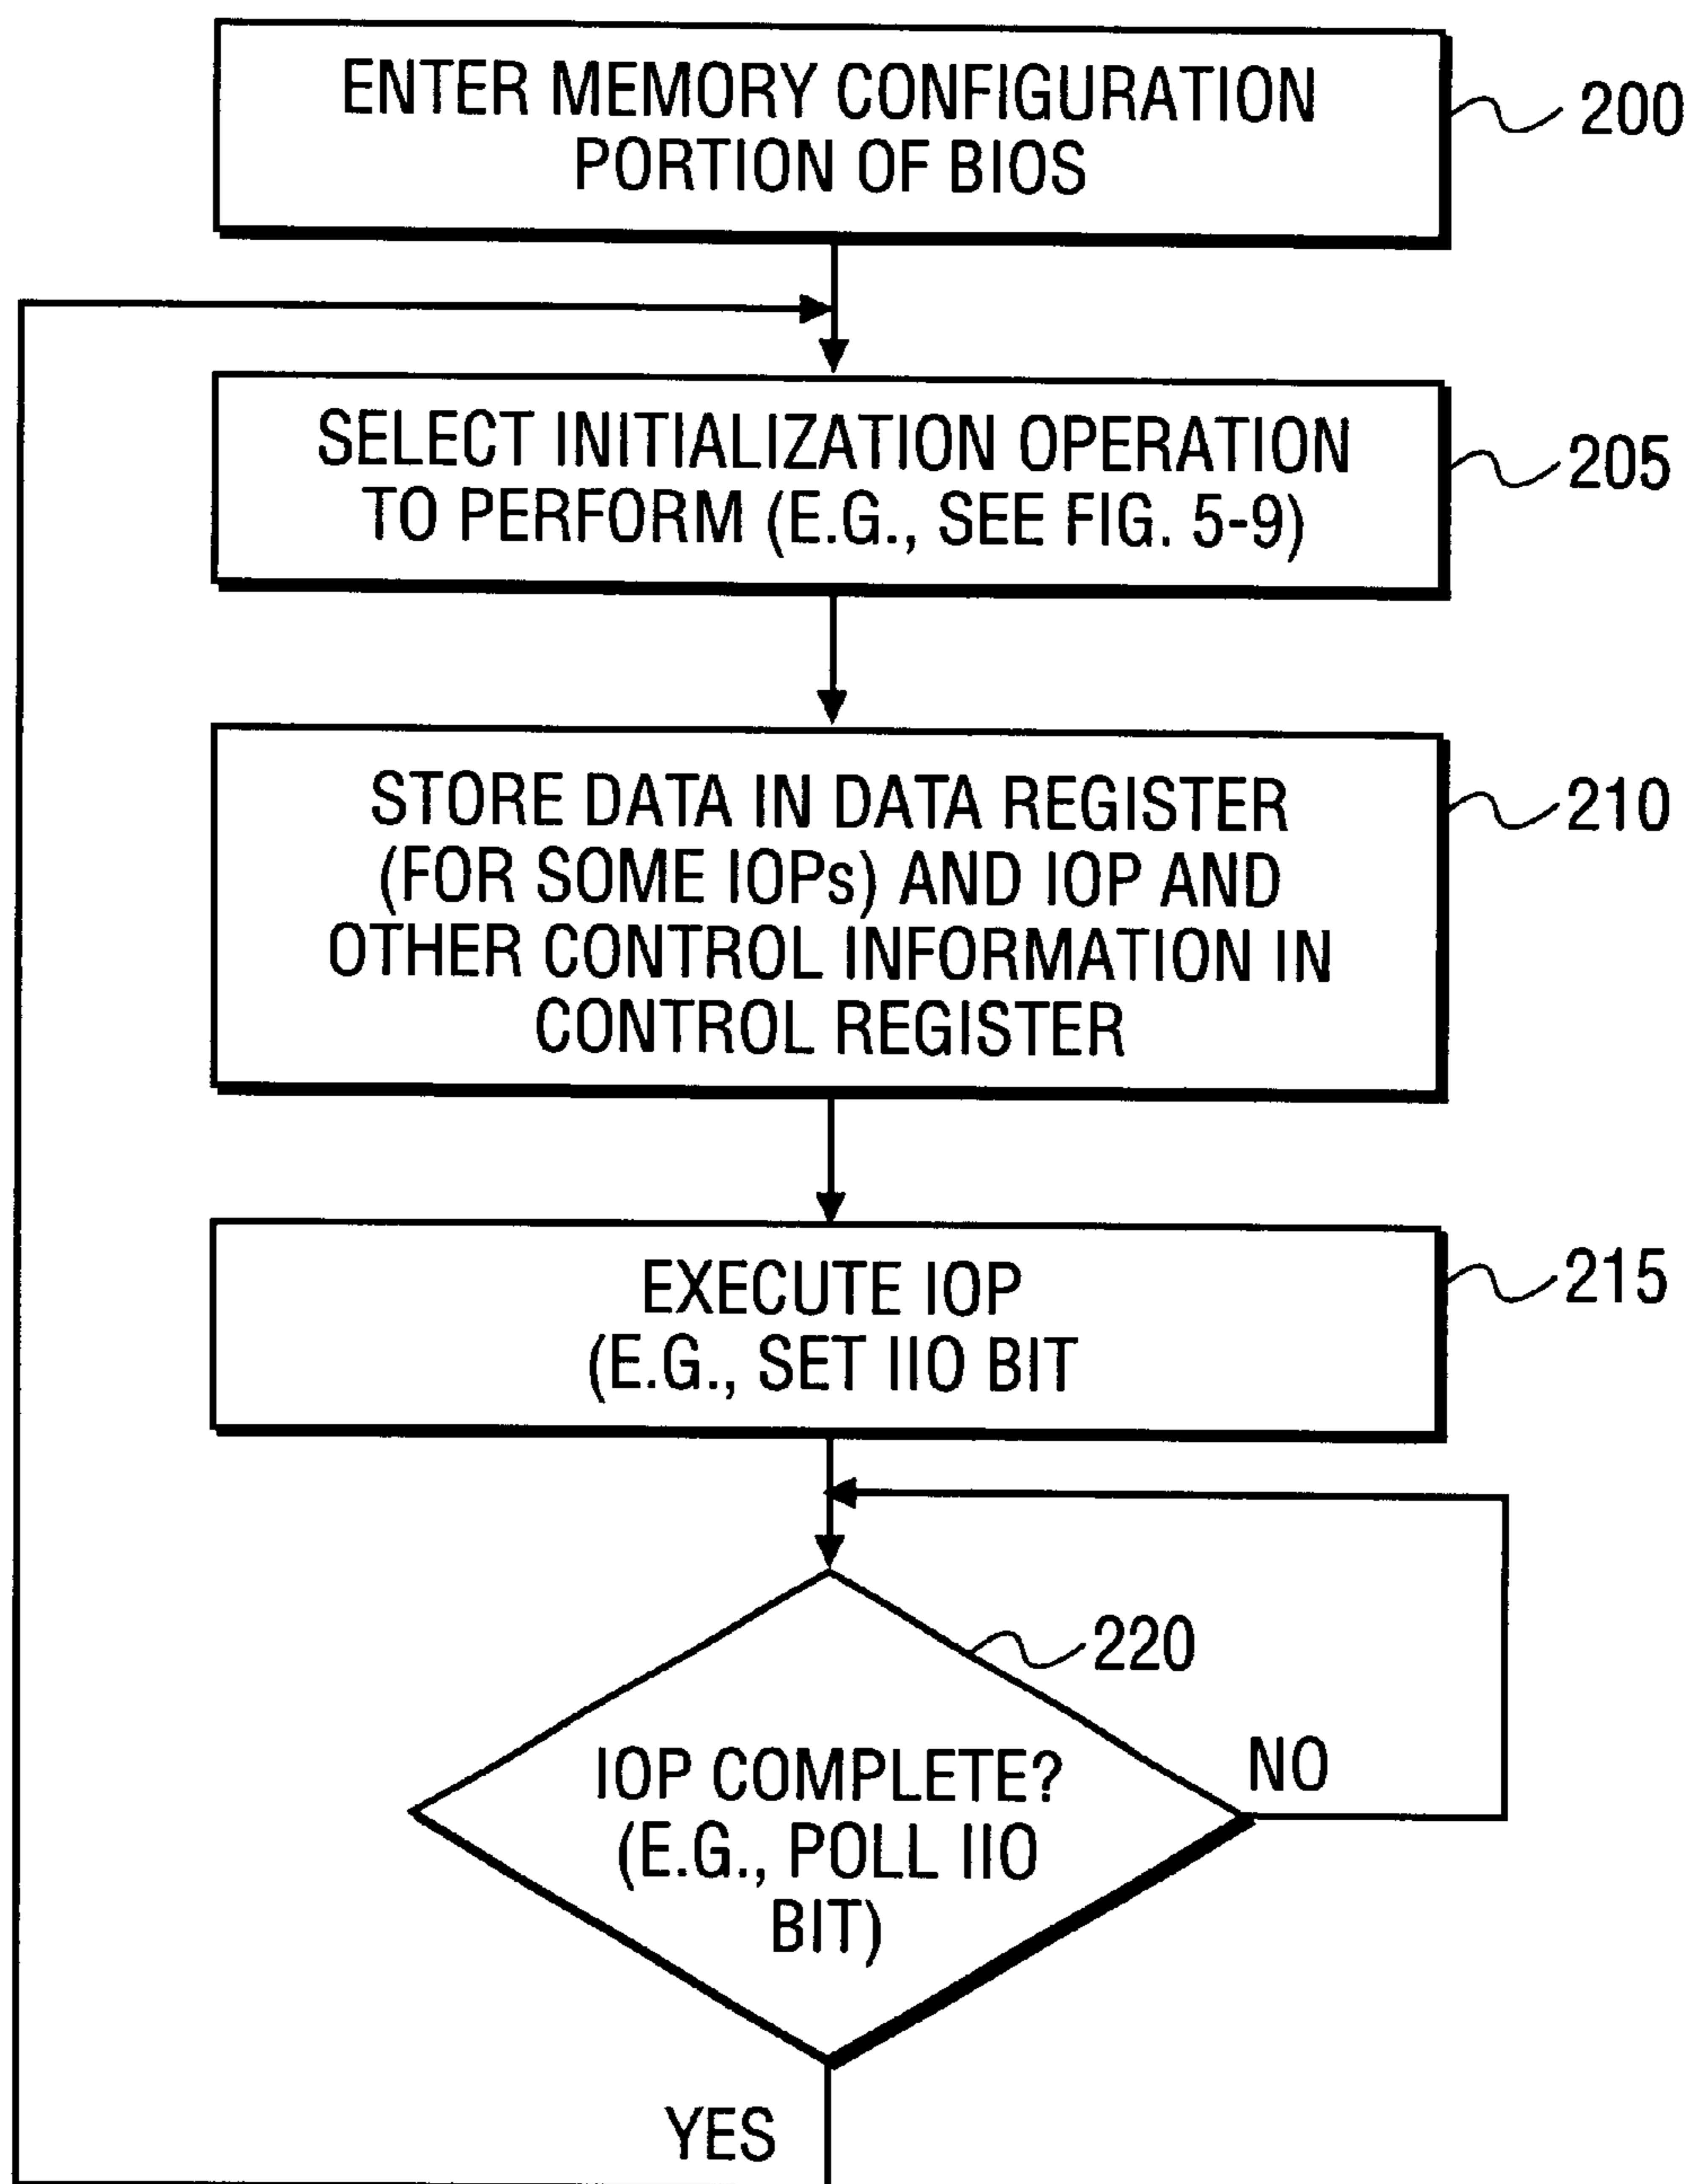 ENTER MEMORY CONFIGURATION
PORTION OF BIOS
200
SELECT INITIALIZATION OPERATION
TO PERFORM (E.G., SEE FIG. 5-9)
205
STORE DATA IN DATA REGISTER
(FOR SOME IOPs) AND IOP AND
OTHER CONTROL INFORMATION IN
CONTROL REGISTER
210
EXECUTE IOP
(E.G., SET IIO BIT
215
220
IOP COMPLETE?
(E.G., POLL IIO
BIT)
NO
YES